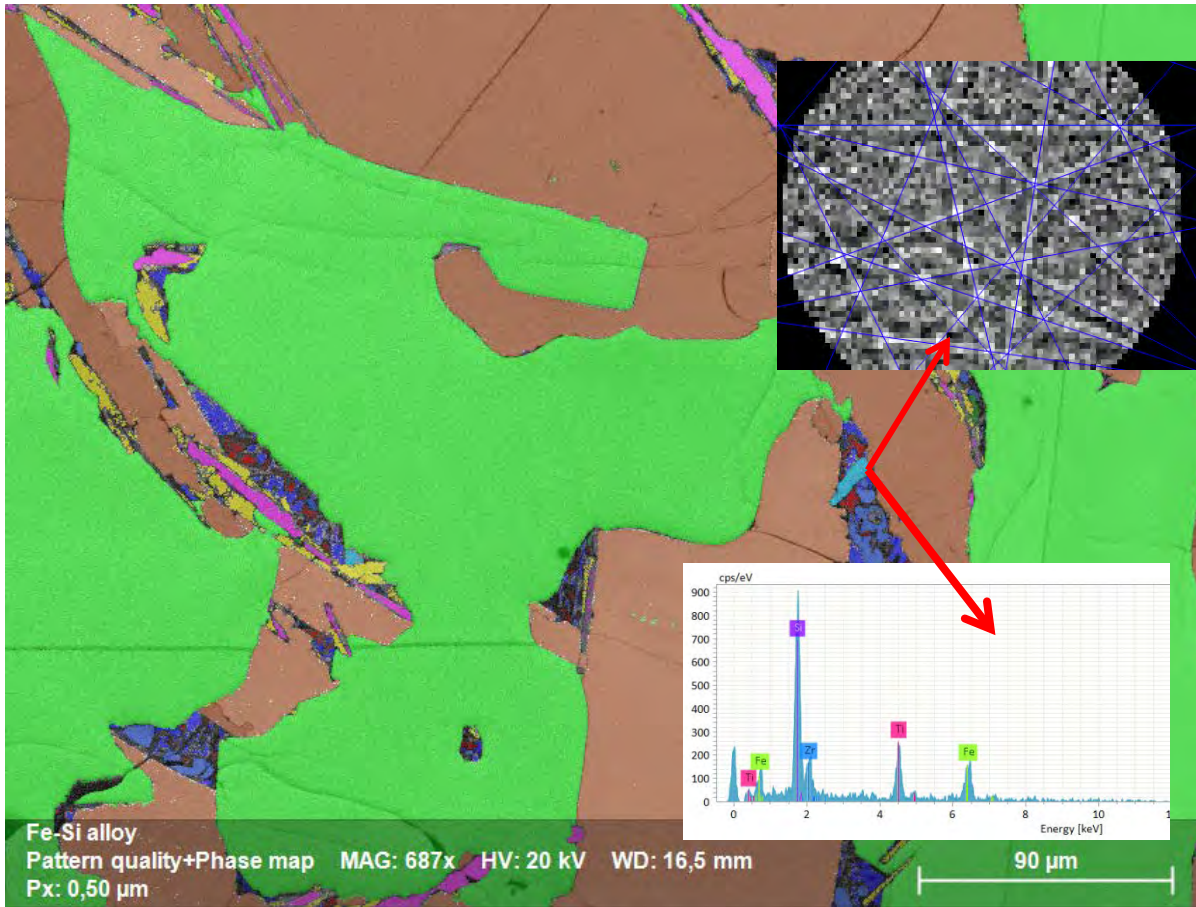 cps/eV
900
800
700
600
500
400
300
200
100
0
Si
Ti
Fe
Zr
Ti
Fe
0 2 4 6 8 10
Energy [keV]
Fe-Si alloy
Pattern quality+Phase map MAG: 687x HV: 20 kV WD: 16,5 mm
Px: 0,50 µm
90 µm